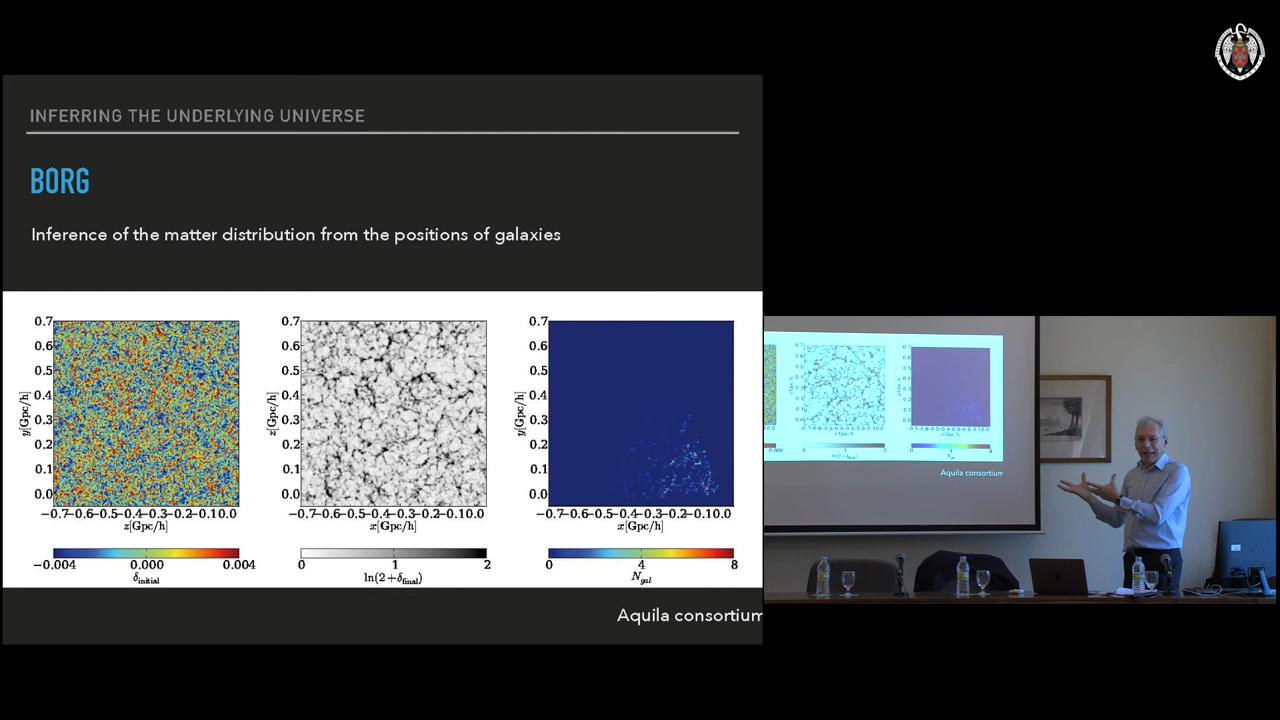 INFERRING THE UNDERLYING UNIVERSE
BORG
Inference of the matter distribution from the positions of galaxies
0.7
0.6
0.5
0.4
0.3
0.2
0.1
0.0
y[Gpc/h]
−0.7−0.6−0.5−0.4−0.3−0.2−0.10.0
z[Gpc/h]
−0.004 0.000 0.004
δinitial
0.7
0.6
0.5
0.4
0.3
0.2
0.1
0.0
z[Gpc/h]
−0.7−0.6−0.5−0.4−0.3−0.2−0.10.0
x[Gpc/h]
0 1 2
ln(2+δfinal)
0.7
0.6
0.5
0.4
0.3
0.2
0.1
0.0
y[Gpc/h]
−0.7−0.6−0.5−0.4−0.3−0.2−0.10.0
x[Gpc/h]
0 4 8
Ngal
Aquila consortium
Aquila consortium